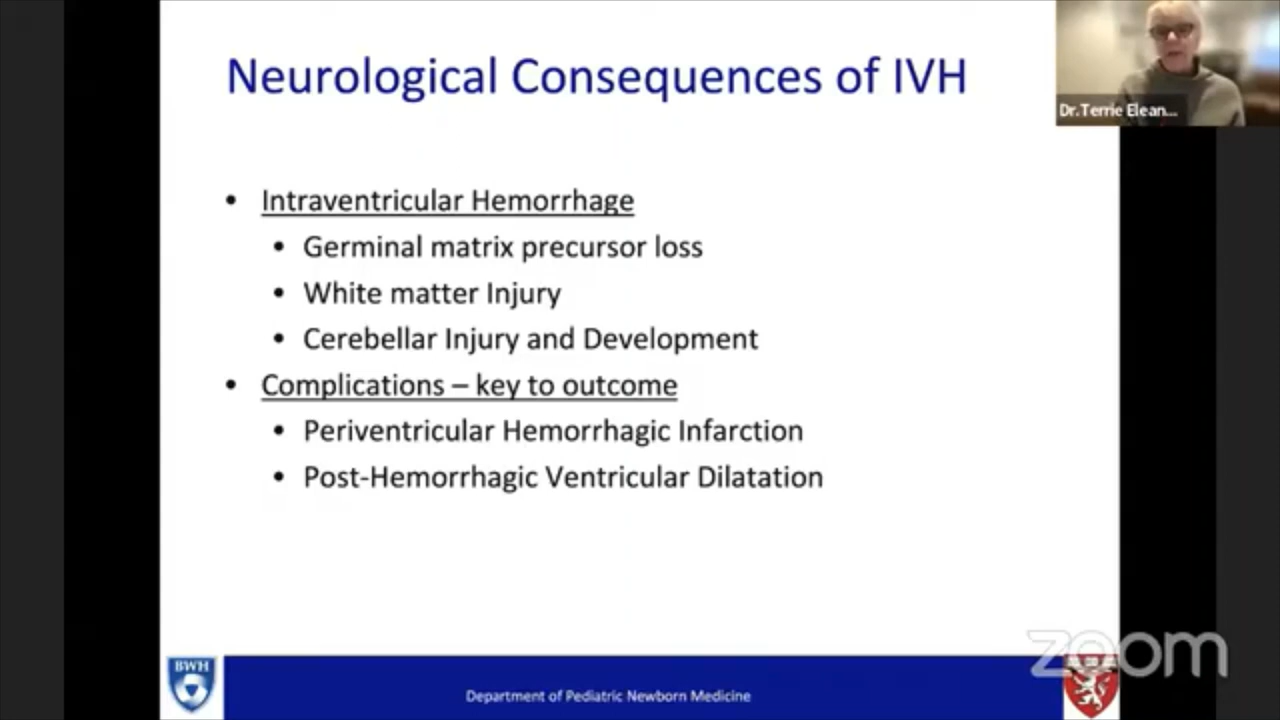 Neurological Consequences of IVH
Dr.Terrie Elean...
• Intraventricular Hemorrhage
• Germinal matrix precursor loss
• White matter Injury
• Cerebellar Injury and Development
• Complications – key to outcome
• Periventricular Hemorrhagic Infarction
• Post-Hemorrhagic Ventricular Dilatation
BWH
Department of Pediatric Newborn Medicine
zoom